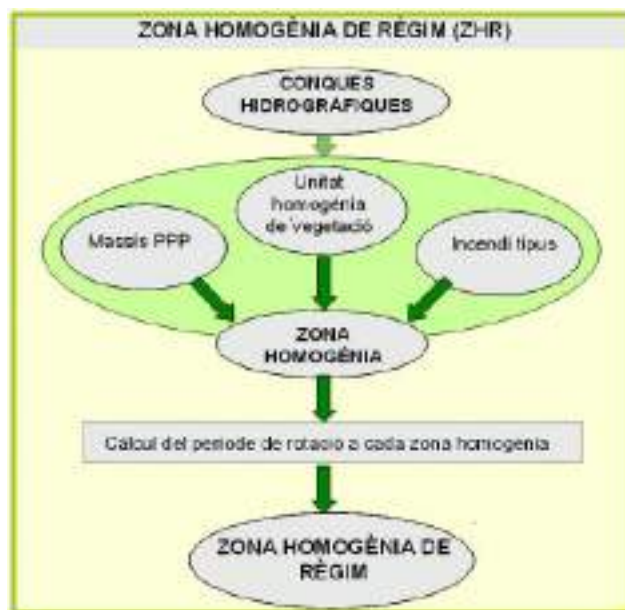 ZONA HOMOGÈNIA DE RÈGIM (ZHR)
CONQUES
HIDROGRÀFIQUES
Unitat
homogènia
de vegetació
Massís PPP
Incendi tipus
ZONA
HOMOGÈNIA
Càlcul del període de rotació a cada zona homogènia
ZONA HOMOGÈNIA DE
RÈGIM